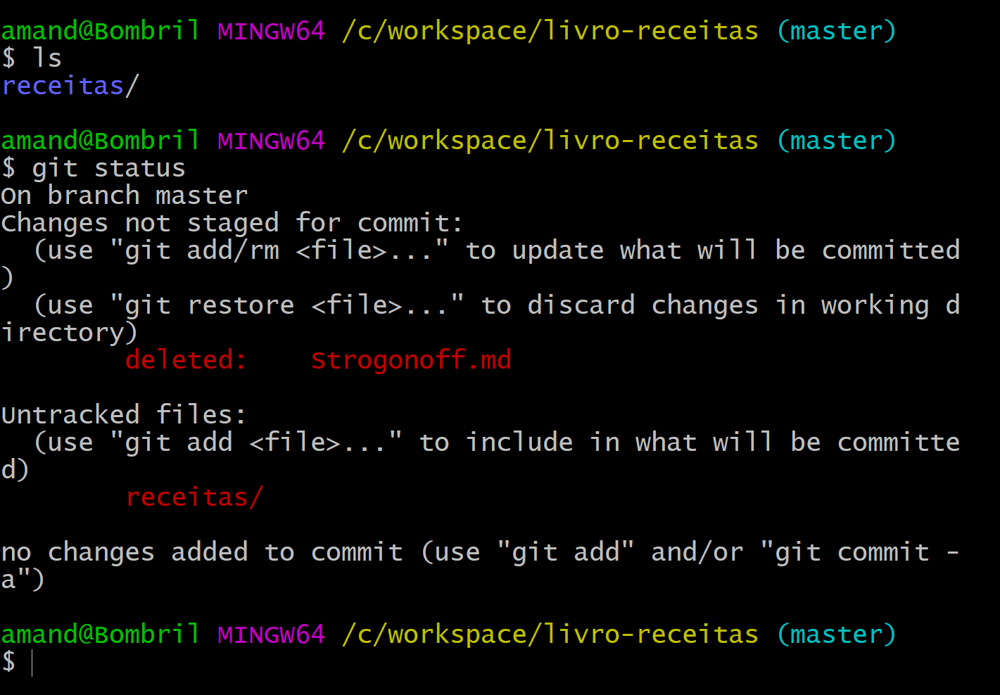 amand@Bombril MINGW64 /c/workspace/livro-receitas (master)
$ ls
receitas/
amand@Bombril MINGW64 /c/workspace/livro-receitas (master)
$ git status
On branch master
Changes not staged for commit:
  (use "git add/rm <file>..." to update what will be committed
)
  (use "git restore <file>..." to discard changes in working d
irectory)
        deleted:    Strogonoff.md
Untracked files:
  (use "git add <file>..." to include in what will be committe
d)
        receitas/
no changes added to commit (use "git add" and/or "git commit -
a")
amand@Bombril MINGW64 /c/workspace/livro-receitas (master)
$